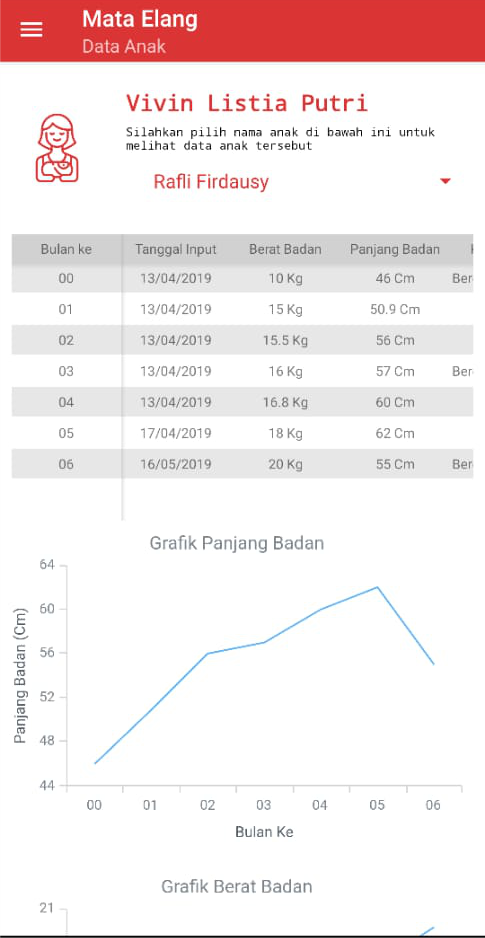 Mata Elang
Data Anak
Vivin Listia Putri
Silahkan pilih nama anak di bawah ini untuk
melihat data anak tersebut
Rafli Firdausy
Bulan ke Tanggal Input Berat Badan Panjang Badan
00 13/04/2019 10 Kg 46 Cm Ber
01 13/04/2019 15 Kg 50.9 Cm
02 13/04/2019 15.5 Kg 56 Cm
03 13/04/2019 16 Kg 57 Cm Ber
04 13/04/2019 16.8 Kg 60 Cm
05 17/04/2019 18 Kg 62 Cm
06 16/05/2019 20 Kg 55 Cm Ber
Grafik Panjang Badan
Panjang Badan (Cm)
64
60
56
52
48
44
00 01 02 03 04 05 06
Bulan Ke
Grafik Berat Badan
21